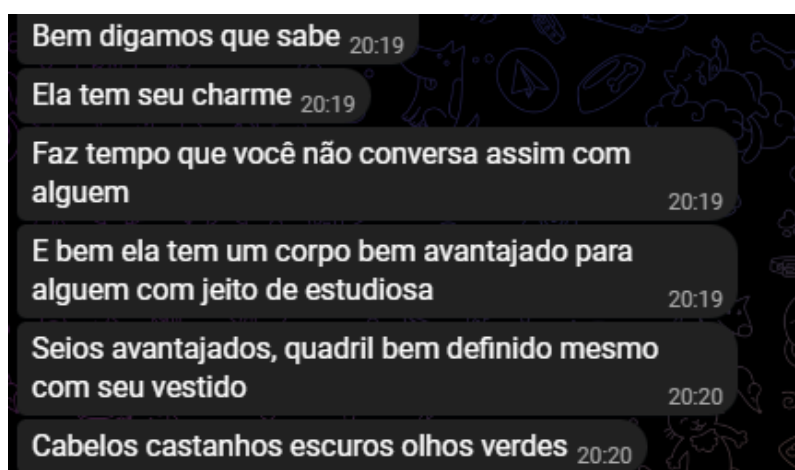 Bem digamos que sabe 20:19
Ela tem seu charme 20:19
Faz tempo que você não conversa assim com
alguem 20:19
E bem ela tem um corpo bem avantajado para
alguem com jeito de estudiosa 20:19
Seios avantajados, quadril bem definido mesmo
com seu vestido 20:20
Cabelos castanhos escuros olhos verdes 20:20